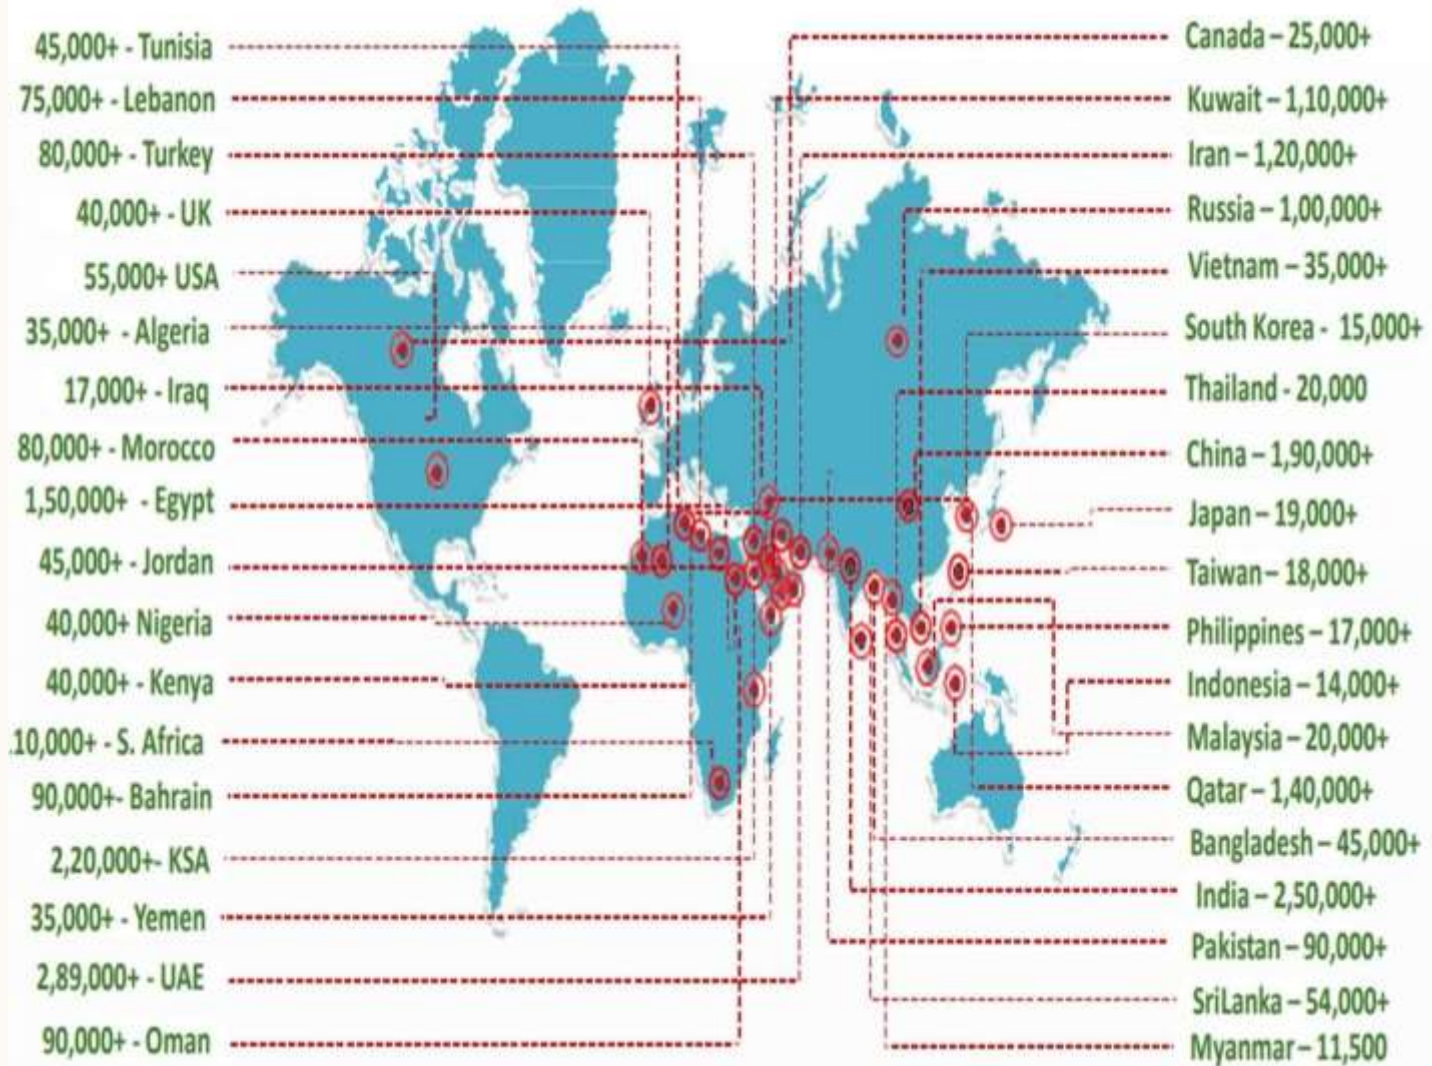 45,000+ - Tunisia
75,000+ - Lebanon
80,000+ - Turkey
40,000+ - UK
55,000+ USA
35,000+ - Algeria
17,000+ - Iraq
80,000+ - Morocco
1,50,000+ - Egypt
45,000+ - Jordan
40,000+ Nigeria
40,000+ - Kenya
.10,000+ - S. Africa
90,000+- Bahrain
2,20,000+- KSA
35,000+ - Yemen
2,89,000+ - UAE
90,000+ - Oman
Canada – 25,000+
Kuwait – 1,10,000+
Iran – 1,20,000+
Russia – 1,00,000+
Vietnam – 35,000+
South Korea - 15,000+
Thailand - 20,000
China – 1,90,000+
Japan – 19,000+
Taiwan – 18,000+
Philippines – 17,000+
Indonesia – 14,000+
Malaysia – 20,000+
Qatar – 1,40,000+
Bangladesh – 45,000+
India – 2,50,000+
Pakistan – 90,000+
SriLanka – 54,000+
Myanmar – 11,500